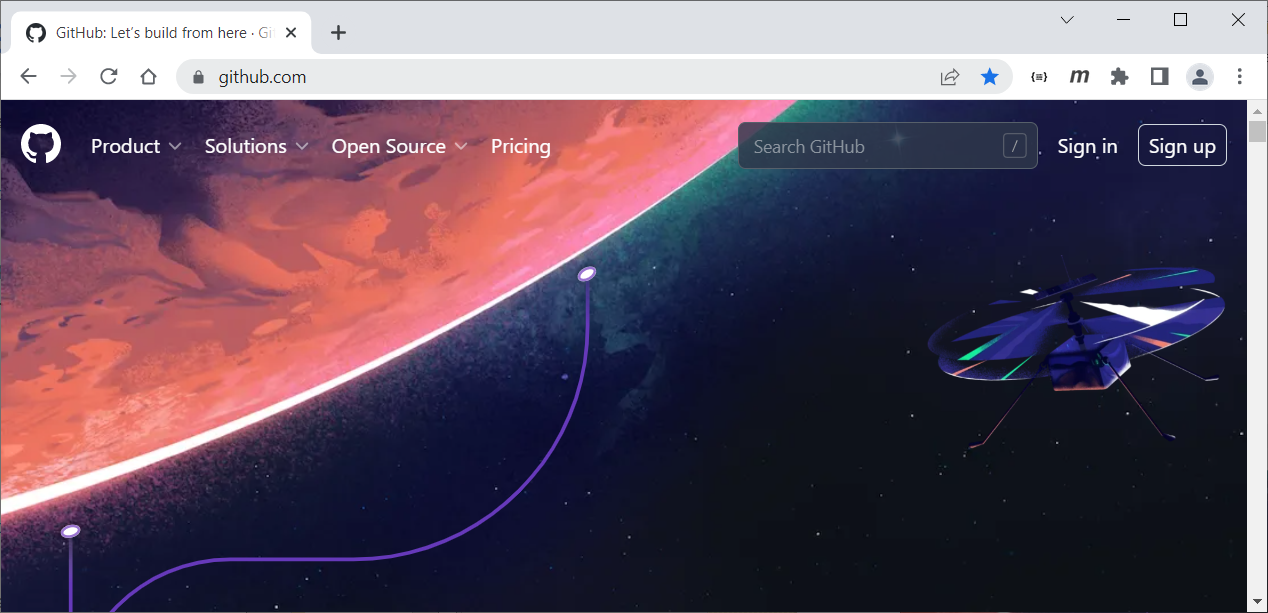 GitHub: Let's build from here · Gi
github.com
m
Product
Solutions
Open Source
Pricing
Search GitHub /
Sign in
Sign up